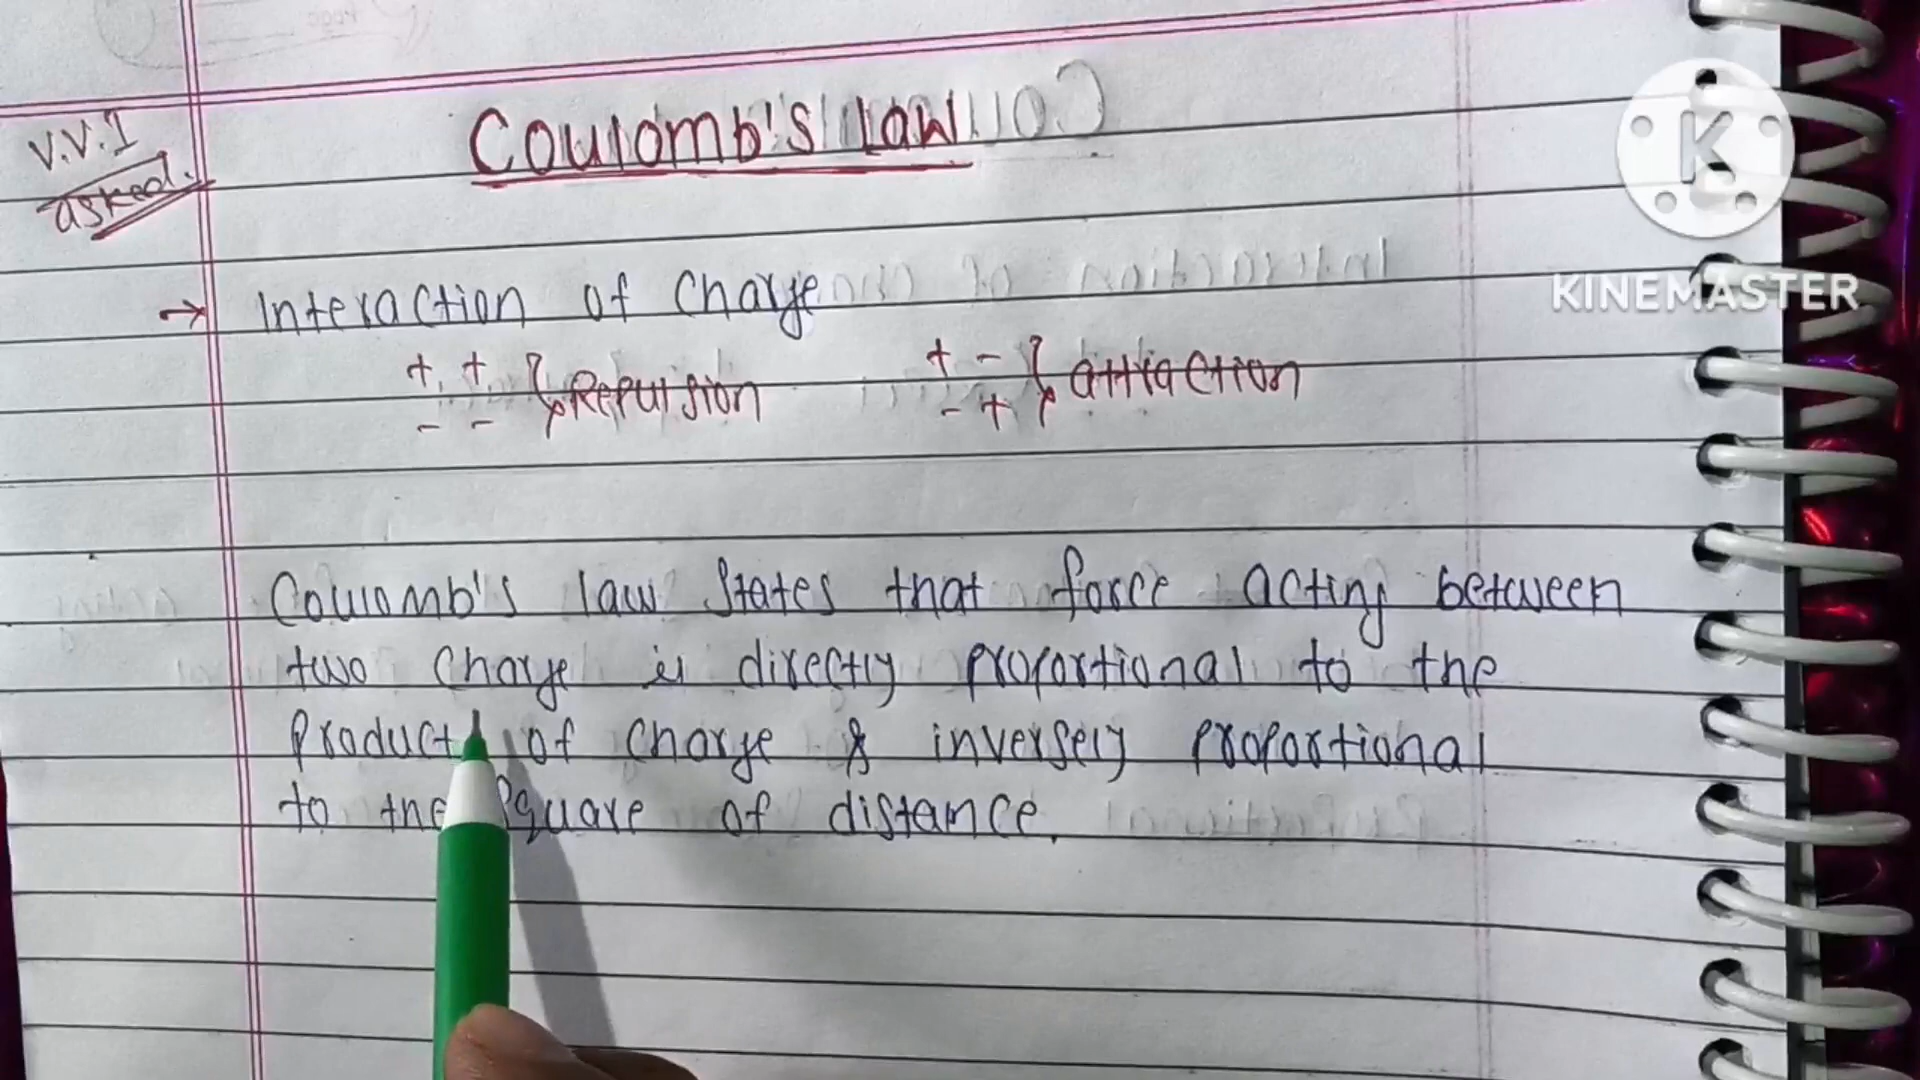 V.V.I
asked.
Coulomb's law
→ Interaction of Charge
+ + } Repulsion + - } attraction
- - - +
Coulomb's law states that force acting between
two charge is directly proportional to the
product of charge & inversely proportional
to the square of distance.
K
KINEMASTER